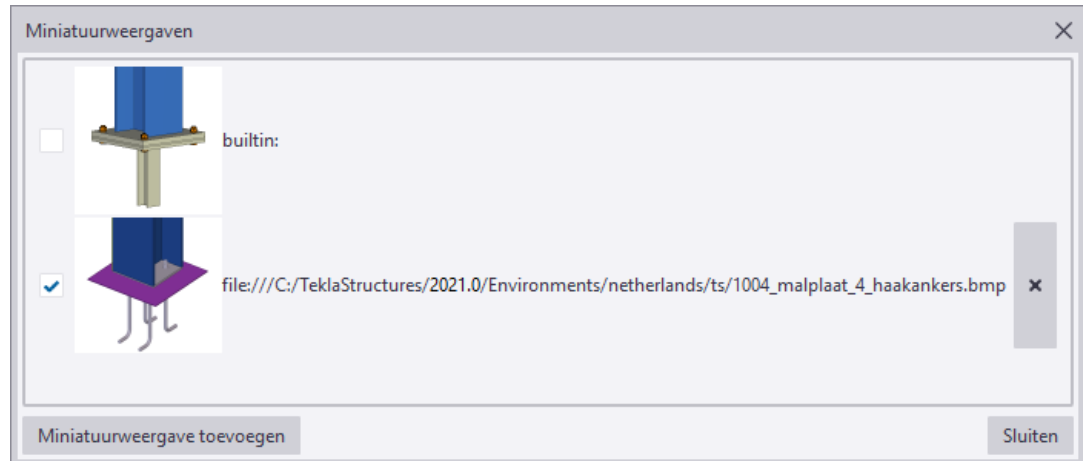 Miniatuurweergaven
builtin:
file:///C:/TeklaStructures/2021.0/Environments/netherlands/ts/1004_malplaat_4_haakankers.bmp
Miniatuurweergave toevoegen
Sluiten